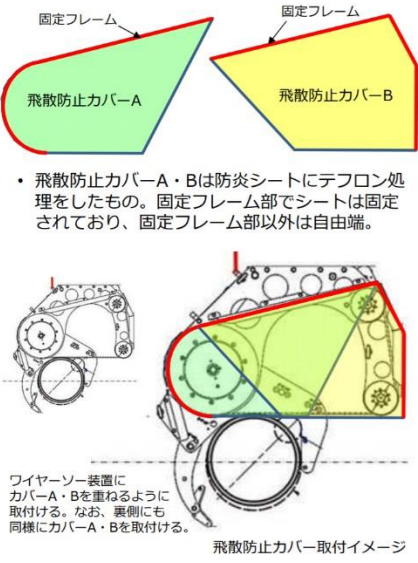 固定フレーム
固定フレーム
飛散防止カバーA
飛散防止カバーB
• 飛散防止カバーA・Bは防炎シートにテフロン処
理をしたもの。固定フレーム部でシートは固定
されており、固定フレーム部以外は自由端。
ワイヤーソー装置に
カバーA・Bを重ねるように
取付ける。なお、裏側にも
同様にカバーA・Bを取付ける。
飛散防止カバー取付イメージ